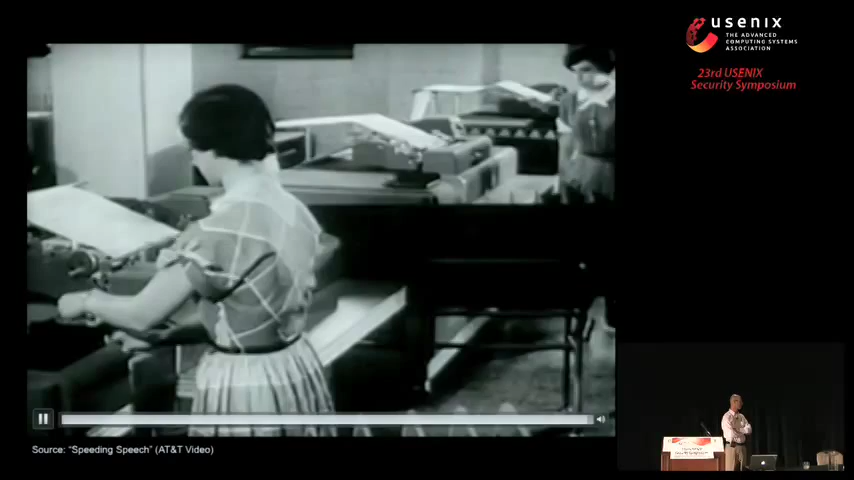 usenix
THE ADVANCED
COMPUTING SYSTEMS
ASSOCIATION
23rd USENIX
Security Symposium
Source: "Speeding Speech" (AT&T Video)